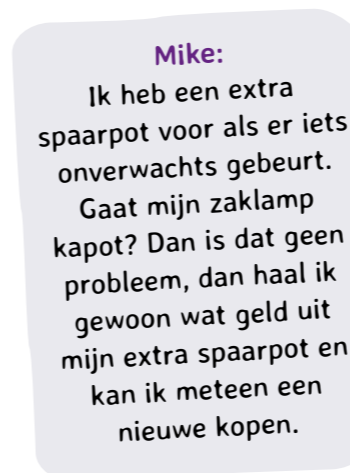 Mike:
Ik heb een extra
spaarpot voor als er iets
onverwachts gebeurt.
Gaat mijn zaklamp
kapot? Dan is dat geen
probleem, dan haal ik
gewoon wat geld uit
mijn extra spaarpot en
kan ik meteen een
nieuwe kopen.